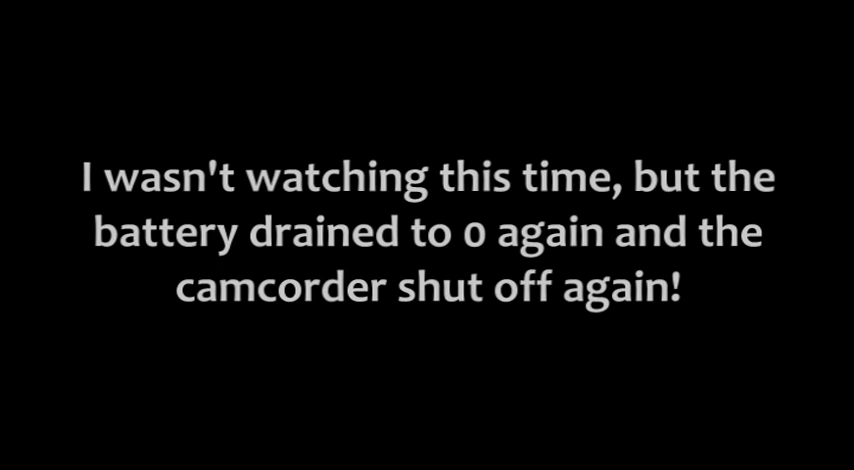 I wasn't watching this time, but the
battery drained to 0 again and the
camcorder shut off again!